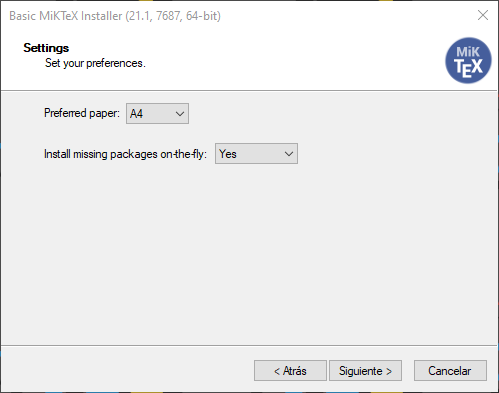 Basic MiKTeX Installer (21.1, 7687, 64-bit)
Settings
Set your preferences.
MiK
TEX
Preferred paper: A4
Install missing packages on-the-fly: Yes
< Atrás Siguiente > Cancelar